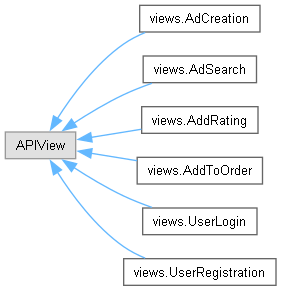 views.AdCreation
views.AdSearch
views.AddRating
APIView
views.AddToOrder
views.UserLogin
views.UserRegistration